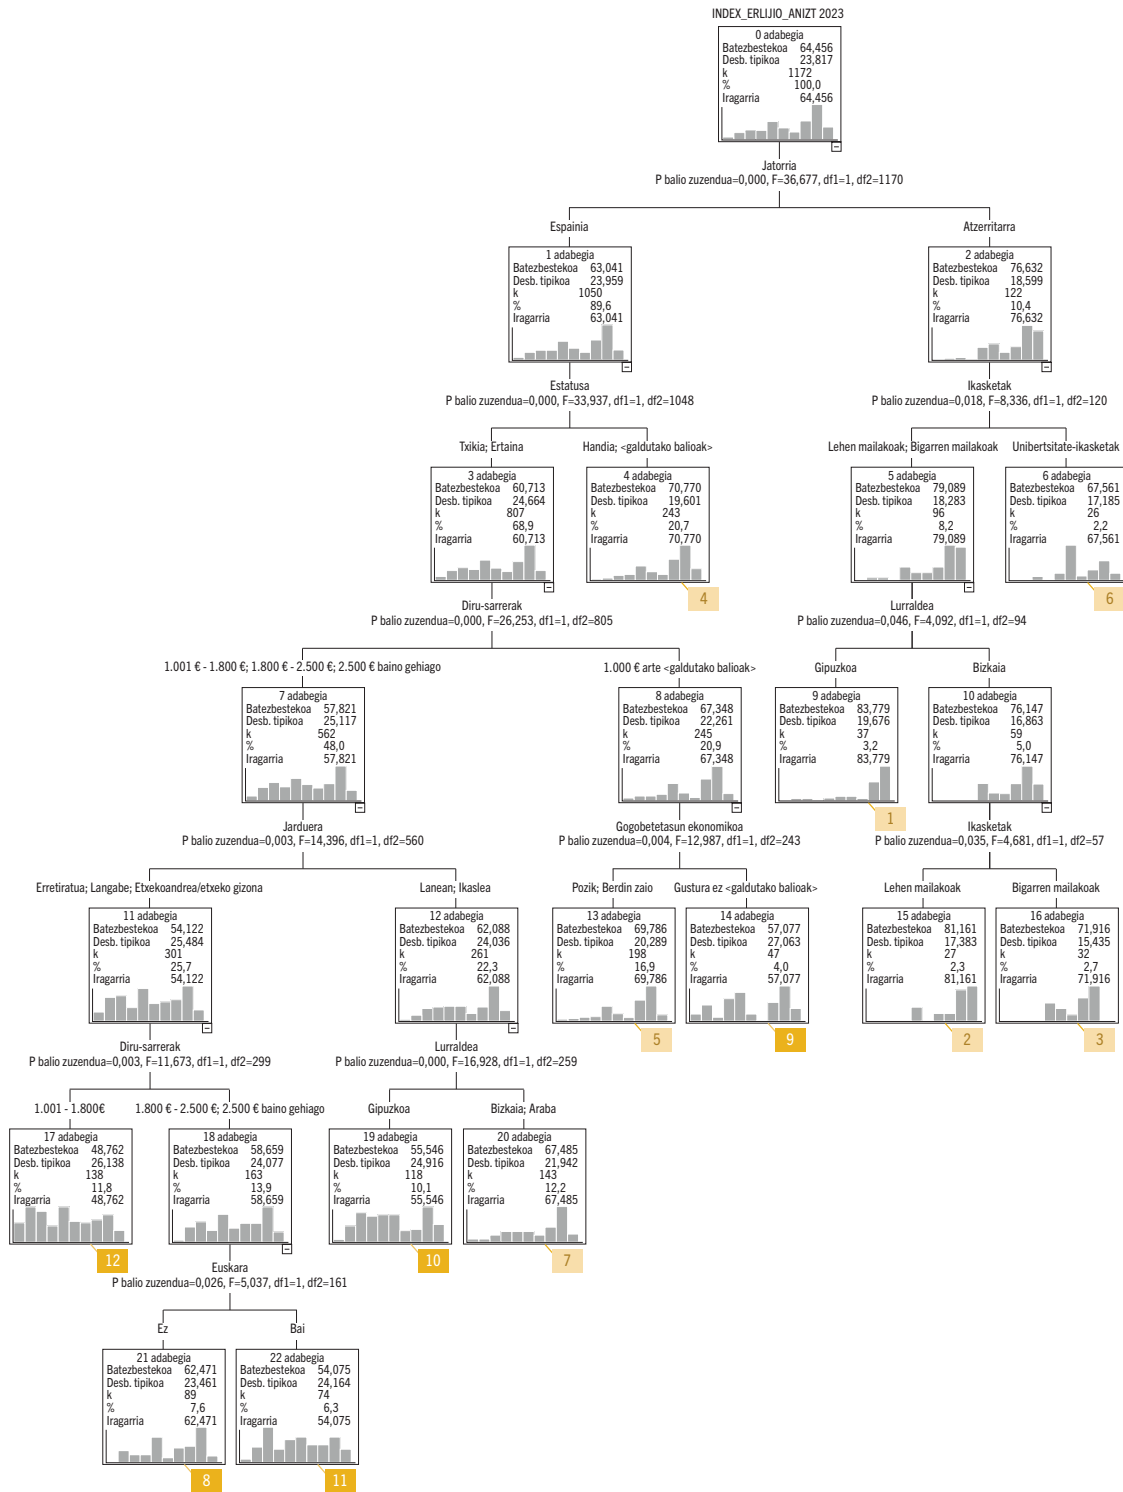 INDEX_ERLIJIO_ANIZT 2023
0 adabegia
Batezbestekoa 64,456
Desb. tipikoa 23,817
k 1172
% 100,0
Iragarria 64,456
Jatorria
P balio zuzendua=0,000, F=36,677, df1=1, df2=1170
Espainia
Atzerritarra
1 adabegia
Batezbestekoa 63,041
Desb. tipikoa 23,959
k 1050
% 89,6
Iragarria 63,041
2 adabegia
Batezbestekoa 76,632
Desb. tipikoa 18,599
k 122
% 10,4
Iragarria 76,632
Estatusa
P balio zuzendua=0,000, F=33,937, df1=1, df2=1048
Ikasketak
P balio zuzendua=0,018, F=8,336, df1=1, df2=120
Txikia; Ertaina
Handia; <galdutako balioak>
Lehen mailakoak; Bigarren mailakoak
Unibertsitate-ikasketak
3 adabegia
Batezbestekoa 60,713
Desb. tipikoa 24,664
k 807
% 68,9
Iragarria 60,713
4 adabegia
Batezbestekoa 70,770
Desb. tipikoa 19,601
k 243
% 20,7
Iragarria 70,770
4
5 adabegia
Batezbestekoa 79,089
Desb. tipikoa 18,283
k 96
% 8,2
Iragarria 79,089
6 adabegia
Batezbestekoa 67,561
Desb. tipikoa 17,185
k 26
% 2,2
Iragarria 67,561
6
Diru-sarrerak
P balio zuzendua=0,000, F=26,253, df1=1, df2=805
Lurraldea
P balio zuzendua=0,046, F=4,092, df1=1, df2=94
1.001 € - 1.800 €; 1.800 € - 2.500 €; 2.500 € baino gehiago
1.000 € arte <galdutako balioak>
Gipuzkoa
Bizkaia
7 adabegia
Batezbestekoa 57,821
Desb. tipikoa 25,117
k 562
% 48,0
Iragarria 57,821
8 adabegia
Batezbestekoa 67,348
Desb. tipikoa 22,261
k 245
% 20,9
Iragarria 67,348
9 adabegia
Batezbestekoa 83,779
Desb. tipikoa 19,676
k 37
% 3,2
Iragarria 83,779
1
10 adabegia
Batezbestekoa 76,147
Desb. tipikoa 16,863
k 59
% 5,0
Iragarria 76,147
Jarduera
P balio zuzendua=0,003, F=14,396, df1=1, df2=560
Gogobetetasun ekonomikoa
P balio zuzendua=0,004, F=12,987, df1=1, df2=243
Ikasketak
P balio zuzendua=0,035, F=4,681, df1=1, df2=57
Erretiratua; Langabe; Etxekoandrea/etxeko gizona
Lanean; Ikaslea
Pozik; Berdin zaio
Gustura ez <galdutako balioak>
Lehen mailakoak
Bigarren mailakoak
11 adabegia
Batezbestekoa 54,122
Desb. tipikoa 25,484
k 301
% 25,7
Iragarria 54,122
12 adabegia
Batezbestekoa 62,088
Desb. tipikoa 24,036
k 261
% 22,3
Iragarria 62,088
13 adabegia
Batezbestekoa 69,786
Desb. tipikoa 20,289
k 198
% 16,9
Iragarria 69,786
5
14 adabegia
Batezbestekoa 57,077
Desb. tipikoa 27,063
k 47
% 4,0
Iragarria 57,077
9
15 adabegia
Batezbestekoa 81,161
Desb. tipikoa 17,383
k 27
% 2,3
Iragarria 81,161
2
16 adabegia
Batezbestekoa 71,916
Desb. tipikoa 15,435
k 32
% 2,7
Iragarria 71,916
3
Diru-sarrerak
P balio zuzendua=0,003, F=11,673, df1=1, df2=299
Lurraldea
P balio zuzendua=0,000, F=16,928, df1=1, df2=259
1.001 - 1.800€
1.800 € - 2.500 €; 2.500 € baino gehiago
Gipuzkoa
Bizkaia; Araba
17 adabegia
Batezbestekoa 48,762
Desb. tipikoa 26,138
k 138
% 11,8
Iragarria 48,762
12
18 adabegia
Batezbestekoa 58,659
Desb. tipikoa 24,077
k 163
% 13,9
Iragarria 58,659
19 adabegia
Batezbestekoa 55,546
Desb. tipikoa 24,916
k 118
% 10,1
Iragarria 55,546
10
20 adabegia
Batezbestekoa 67,485
Desb. tipikoa 21,942
k 143
% 12,2
Iragarria 67,485
7
Euskara
P balio zuzendua=0,026, F=5,037, df1=1, df2=161
Ez
Bai
21 adabegia
Batezbestekoa 62,471
Desb. tipikoa 23,461
k 89
% 7,6
Iragarria 62,471
8
22 adabegia
Batezbestekoa 54,075
Desb. tipikoa 24,164
k 74
% 6,3
Iragarria 54,075
11